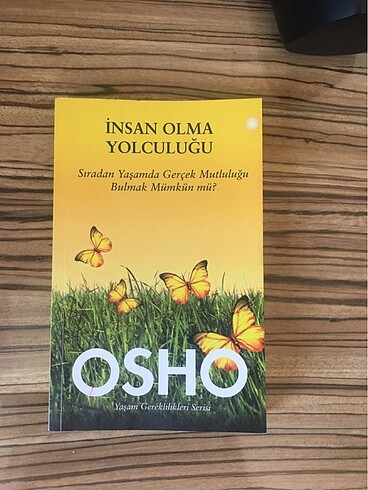 İNSAN OLMA
YOLCULUĞU
Sıradan Yaşamda Gerçek Mutluluğu
Bulmak Mümkün mü?
OSHO
Yaşam Gereklilikleri Serisi